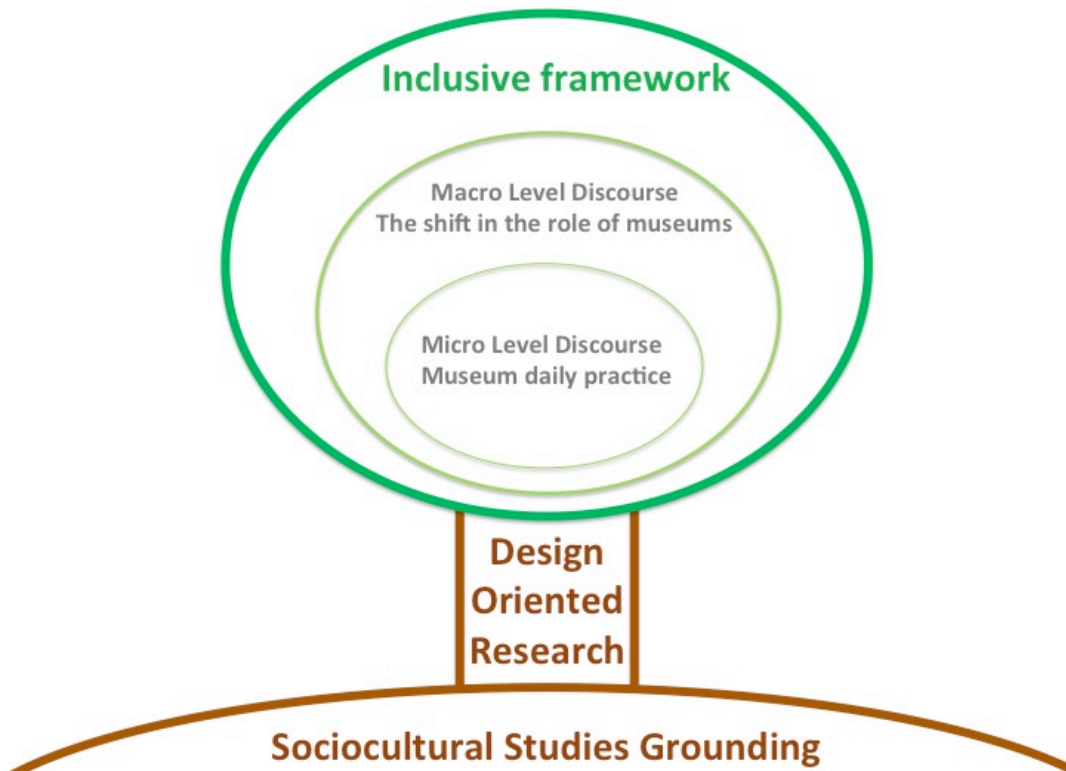 Inclusive framework
Macro Level Discourse
The shift in the role of museums
Micro Level Discourse
Museum daily practice
Design
Oriented
Research
Sociocultural Studies Grounding